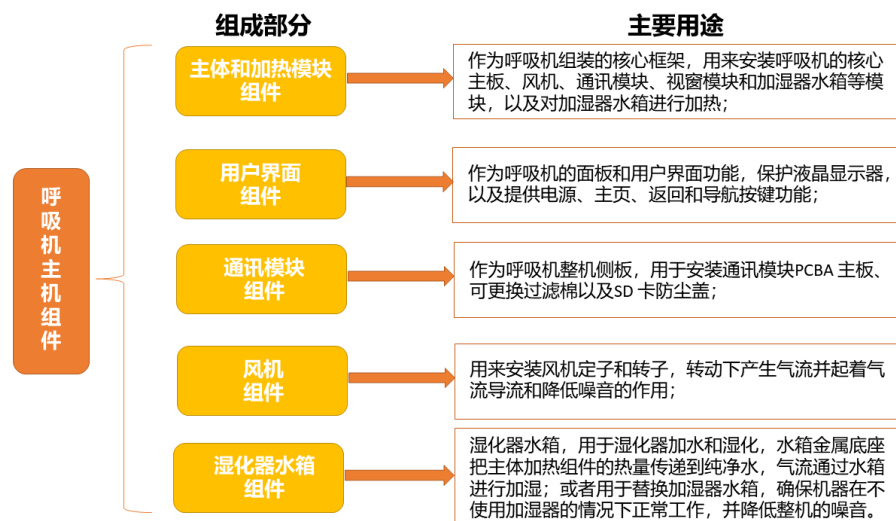 组成部分
主要用途
呼
吸
机
主
机
组
件
主体和加热模块
组件
作为呼吸机组装的核心框架，用来安装呼吸机的核心
主板、风机、通讯模块、视窗模块和加湿器水箱等模
块，以及对加湿器水箱进行加热；
用户界面
组件
作为呼吸机的面板和用户界面功能，保护液晶显示器，
以及提供电源、主页、返回和导航按键功能；
通讯模块
组件
作为呼吸机整机侧板，用于安装通讯模块PCBA 主板、
可更换过滤棉以及SD 卡防尘盖；
风机
组件
用来安装风机定子和转子，转动下产生气流并起着气
流导流和降低噪音的作用；
湿化器水箱
组件
湿化器水箱，用于湿化器加水和湿化，水箱金属底座
把主体加热组件的热量传递到纯净水，气流通过水箱
进行加湿；或者用于替换加湿器水箱，确保机器在不
使用加湿器的情况下正常工作，并降低整机的噪音。